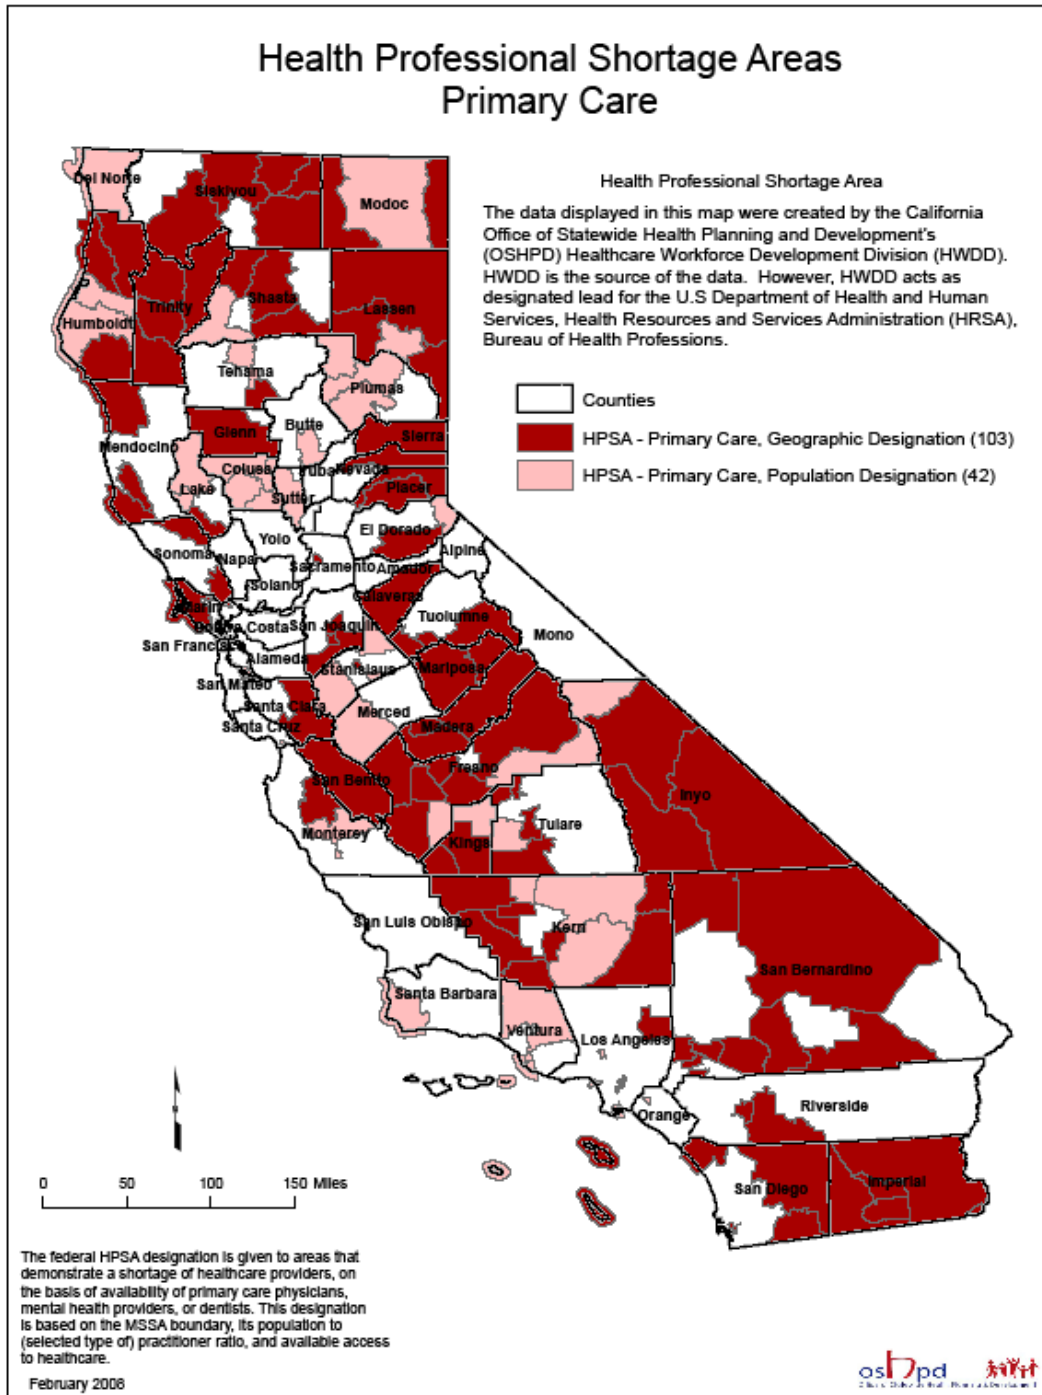 Health Professional Shortage Areas
Primary Care
Health Professional Shortage Area
The data displayed in this map were created by the California
Office of Statewide Health Planning and Development's
(OSHPD) Healthcare Workforce Development Division (HWDD).
HWDD is the source of the data. However, HWDD acts as
designated lead for the U.S Department of Health and Human
Services, Health Resources and Services Administration (HRSA),
Bureau of Health Professions.
Counties
HPSA - Primary Care, Geographic Designation (103)
HPSA - Primary Care, Population Designation (42)
Del Norte
Siskiyou
Modoc
Humboldt
Trinity
Shasta
Lassen
Tehama
Plumas
Mendocino
Glenn
Butte
Sierra
Lake
Colusa
Yuba
Nevada
Sutter
Placer
Sonoma
Napa
Yolo
El Dorado
Alpine
Solano
Sacramento
Amador
Marin
Calaveras
Costa
San Joaquin
Tuolumne
Mono
San Francisco
Alameda
Stanislaus
Mariposa
San Mateo
Santa Clara
Merced
Santa Cruz
Madera
San Benito
Fresno
Inyo
Monterey
Kings
Tulare
San Luis Obispo
Kern
San Bernardino
Santa Barbara
Ventura
Los Angeles
Orange
Riverside
San Diego
Imperial
0 50 100 150 Miles
The federal HPSA designation is given to areas that
demonstrate a shortage of healthcare providers, on
the basis of availability of primary care physicians,
mental health providers, or dentists. This designation
is based on the MSSA boundary, its population to
(selected type of) practitioner ratio, and available access
to healthcare.
February 2008
oshpd